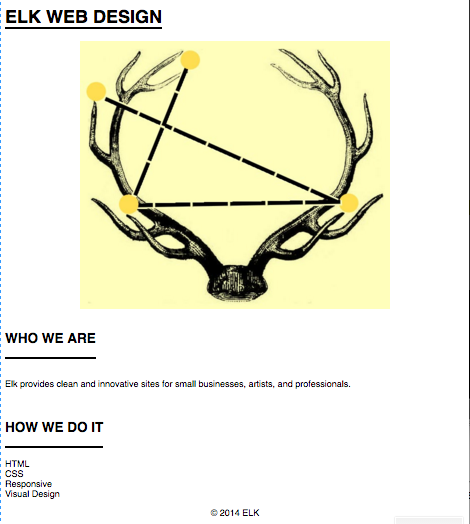 ELK WEB DESIGN
WHO WE ARE
Elk provides clean and innovative sites for small businesses, artists, and professionals.
HOW WE DO IT
HTML
CSS
Responsive
Visual Design
© 2014 ELK